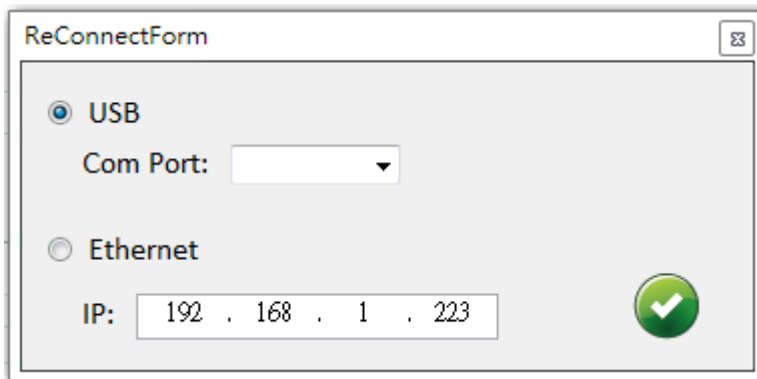 ReConnectForm
USB
Com Port:
Ethernet
IP: 192 . 168 . 1 . 223